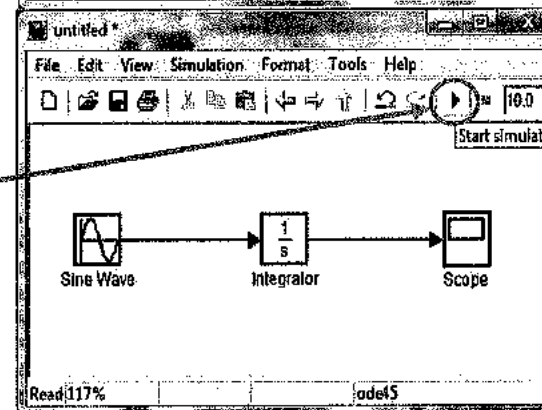 untitled *
File Edit View Simulation Format Tools Help
10.0
Start simulat
1
s
Sine Wave
Integrator
Scope
Read 117% ode45